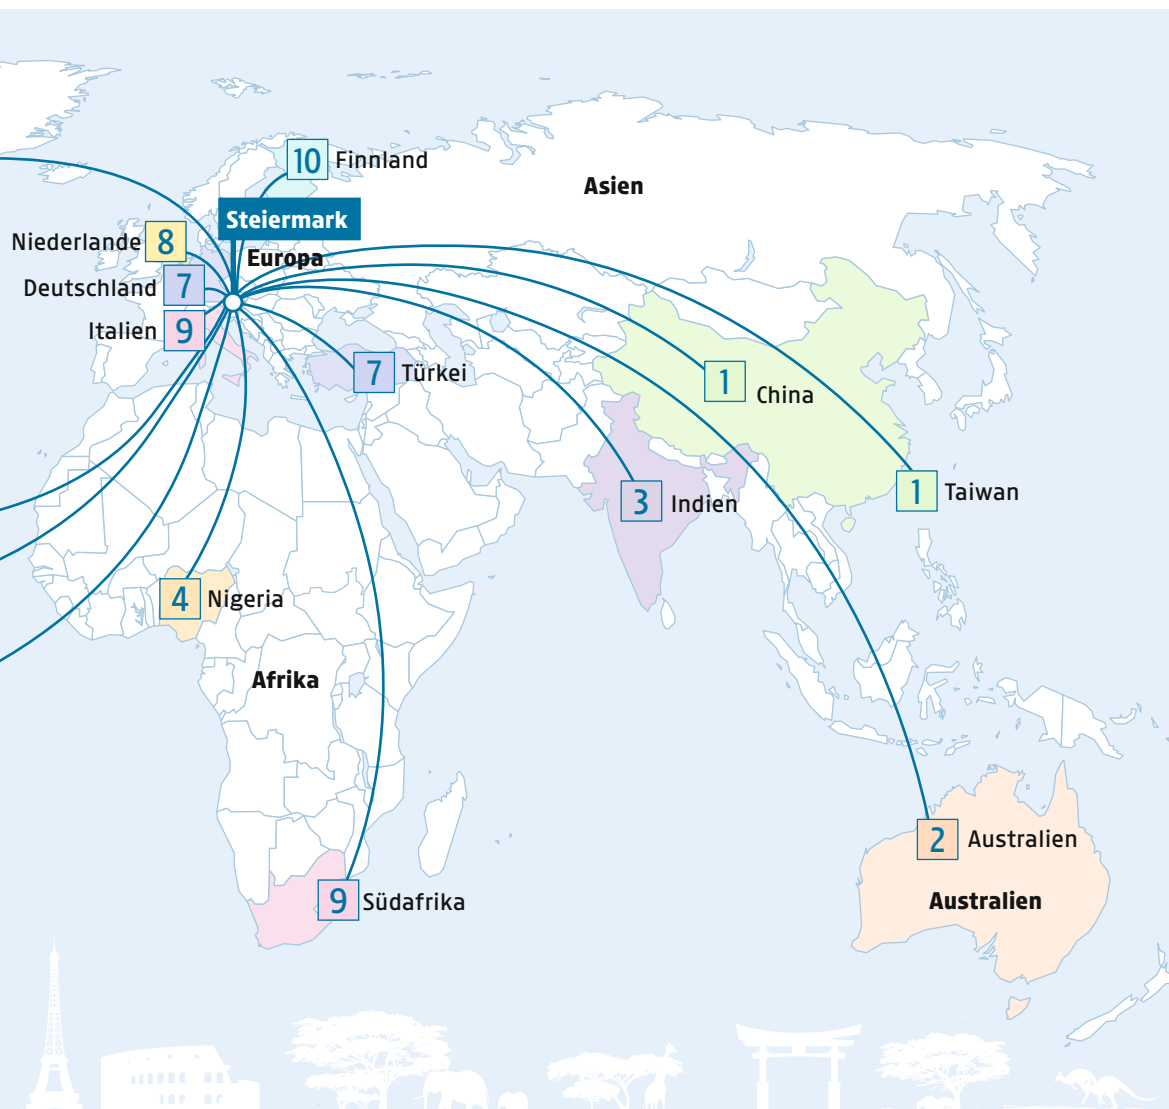 10 Finnland
Asien
Steiermark
Niederlande 8
Europa
Deutschland 7
Italien 9
7 Türkei
1 China
1 Taiwan
3 Indien
4 Nigeria
Afrika
2 Australien
Australien
9 Südafrika